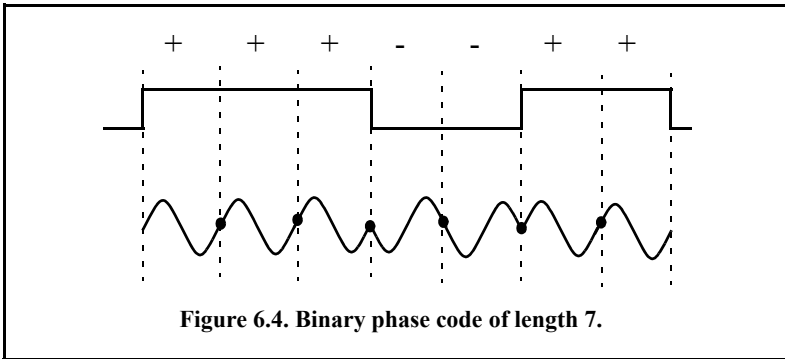 + + + - - + +
Figure 6.4. Binary phase code of length 7.